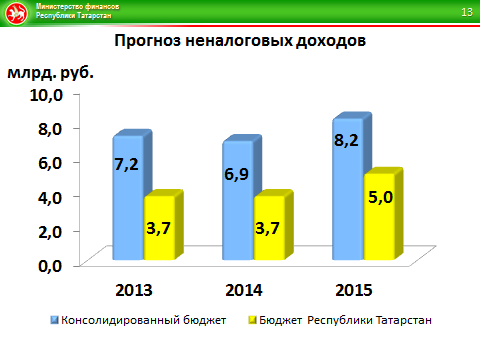 Министерство финансов
Республики Татарстан
13
Прогноз неналоговых доходов
млрд. руб.
10,0
8,0
6,0
4,0
2,0
0,0
7,2
3,7
6,9
3,7
8,2
5,0
2013
2014
2015
Консолидированный бюджет
Бюджет Республики Татарстан